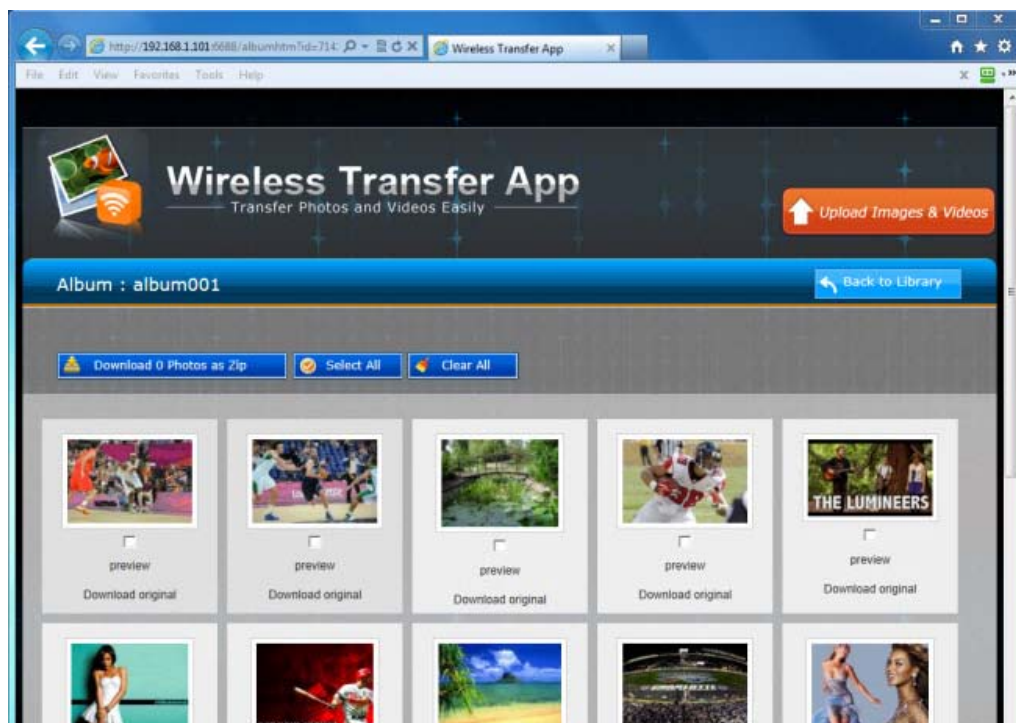 http://192.168.1.101:6688/albumhtm?id=714
Wireless Transfer App
File Edit View Favorites Tools Help
Wireless Transfer App
Transfer Photos and Videos Easily
Upload Images & Videos
Album : album001
Back to Library
Download 0 Photos as Zip
Select All
Clear All
THE LUMINEERS
preview preview preview preview preview
Download original Download original Download original Download original Download original